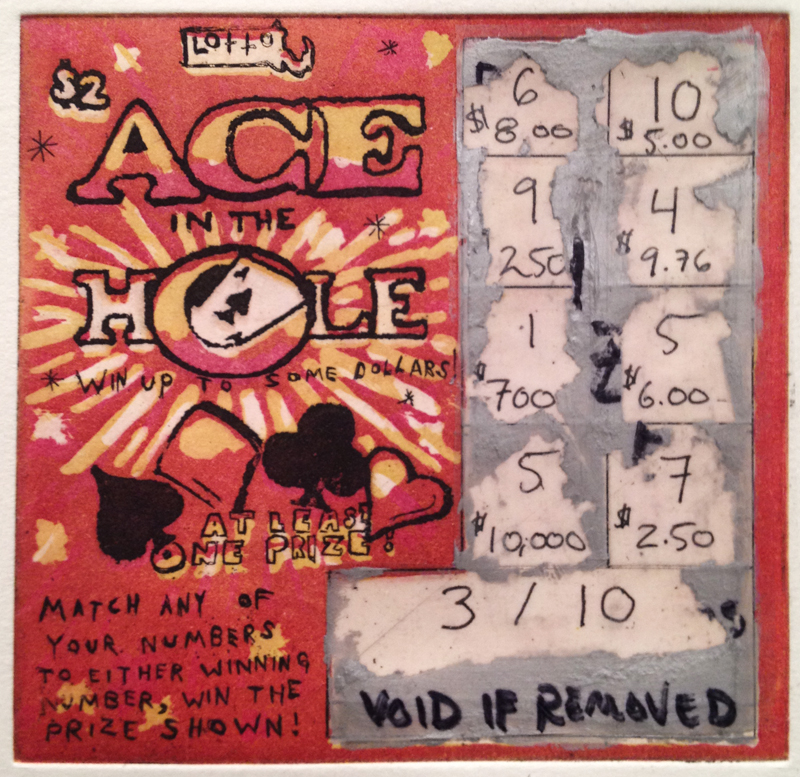 LOTTO
$2
ACE
IN THE
HOLE
WIN UP TO SOME DOLLARS!
AT LEAST
ONE PRIZE!
MATCH ANY OF
YOUR NUMBERS
TO EITHER WINNING
NUMBER, WIN THE
PRIZE SHOWN!
6 10
$8.00 $5.00
9 4
250 $9.76
1 5
$700 $6.00
5 7
$10,000 $2.50
3 / 10
VOID IF REMOVED